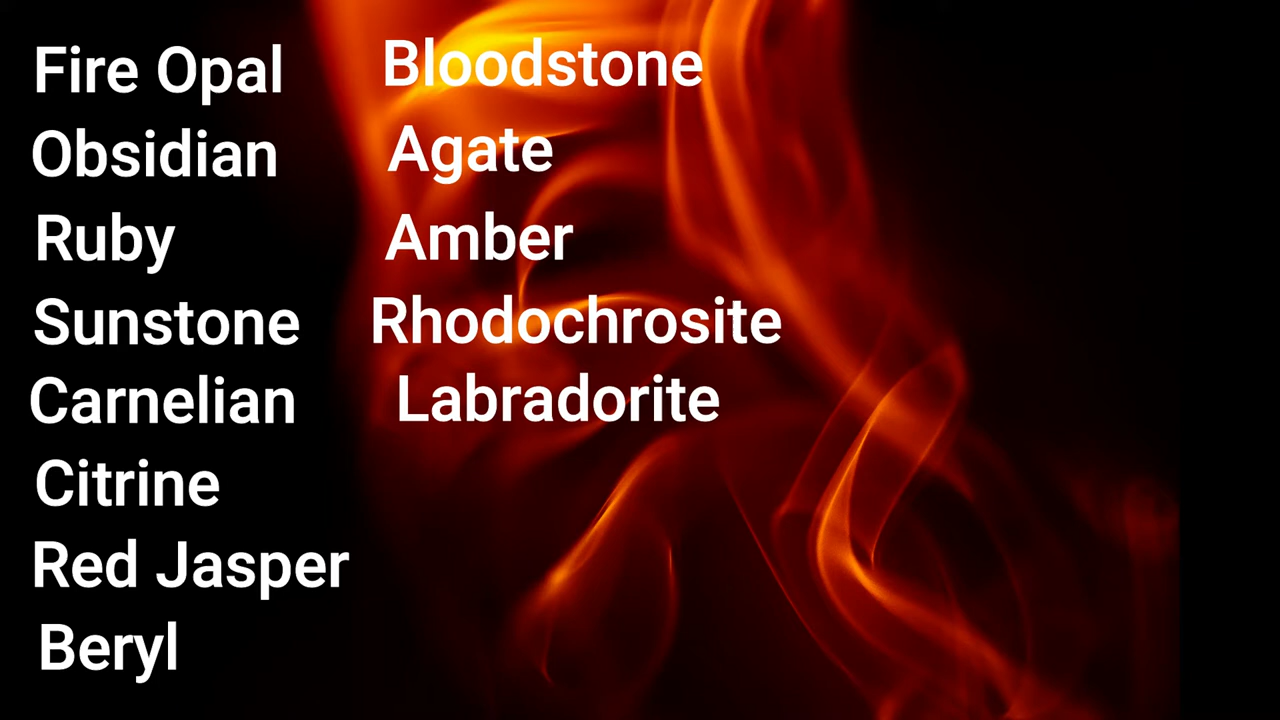 Fire Opal
Obsidian
Ruby
Sunstone
Carnelian
Citrine
Red Jasper
Beryl
Bloodstone
Agate
Amber
Rhodochrosite
Labradorite